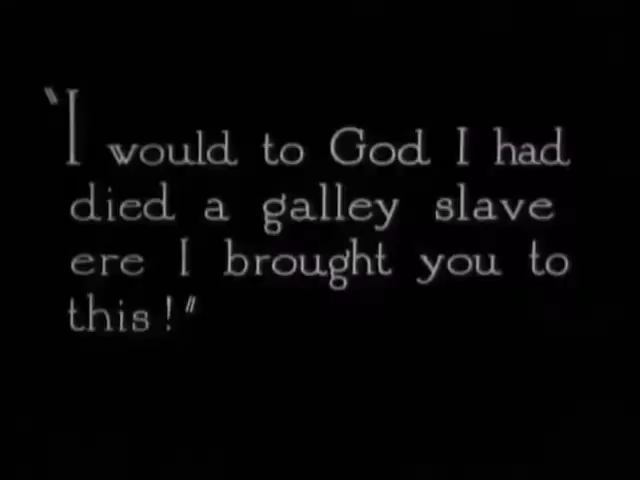 "I would to God I had
died a galley slave
ere I brought you to
this!"